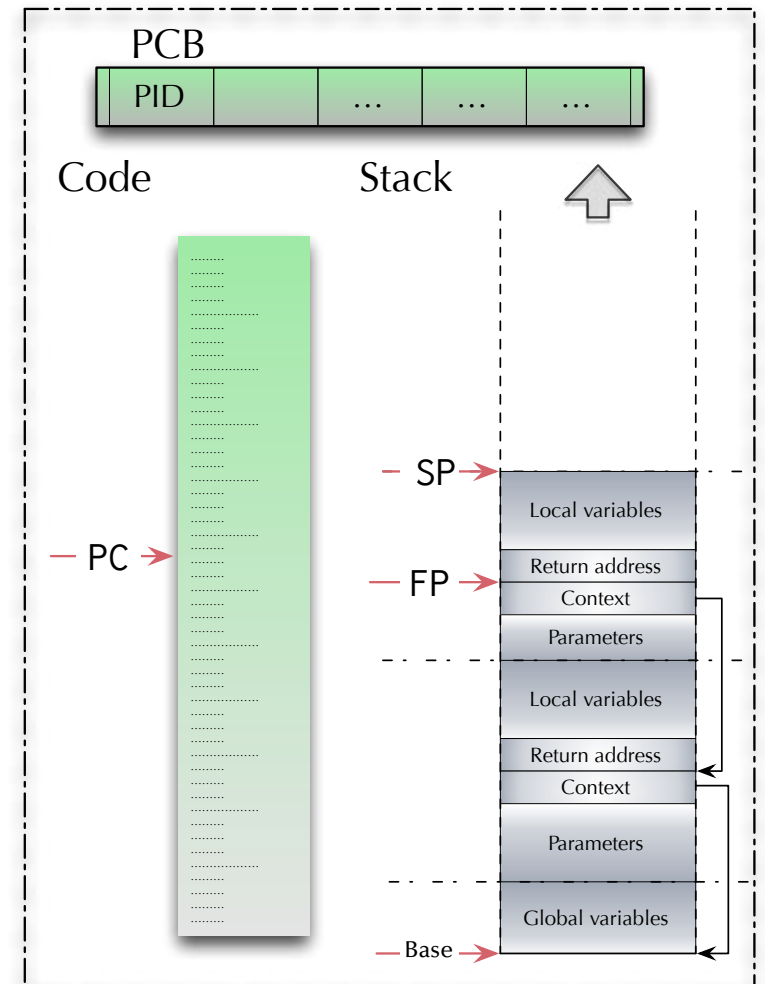 PCB
PID … … …
Code Stack
SP
Local variables
Return address
PC
FP
Context
Parameters
Local variables
Return address
Context
Parameters
Global variables
Base